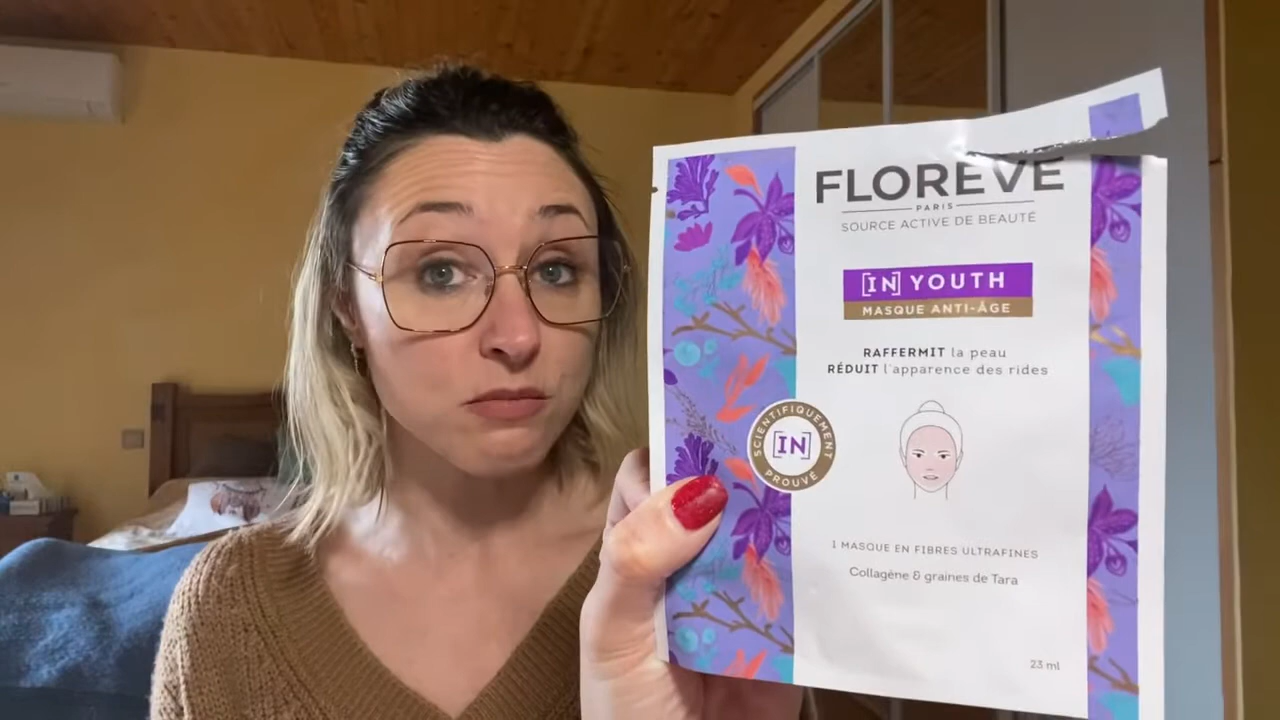 FLOREVE
PARIS
SOURCE ACTIVE DE BEAUTÉ
[IN] YOUTH
MASQUE ANTI-ÂGE
RAFFERMIT la peau
RÉDUIT l'apparence des rides
SCIENTIFIQUEMENT
[IN]
PROUVÉ
1 MASQUE EN FIBRES ULTRAFINES
Collagène & graines de Tara
23 ml